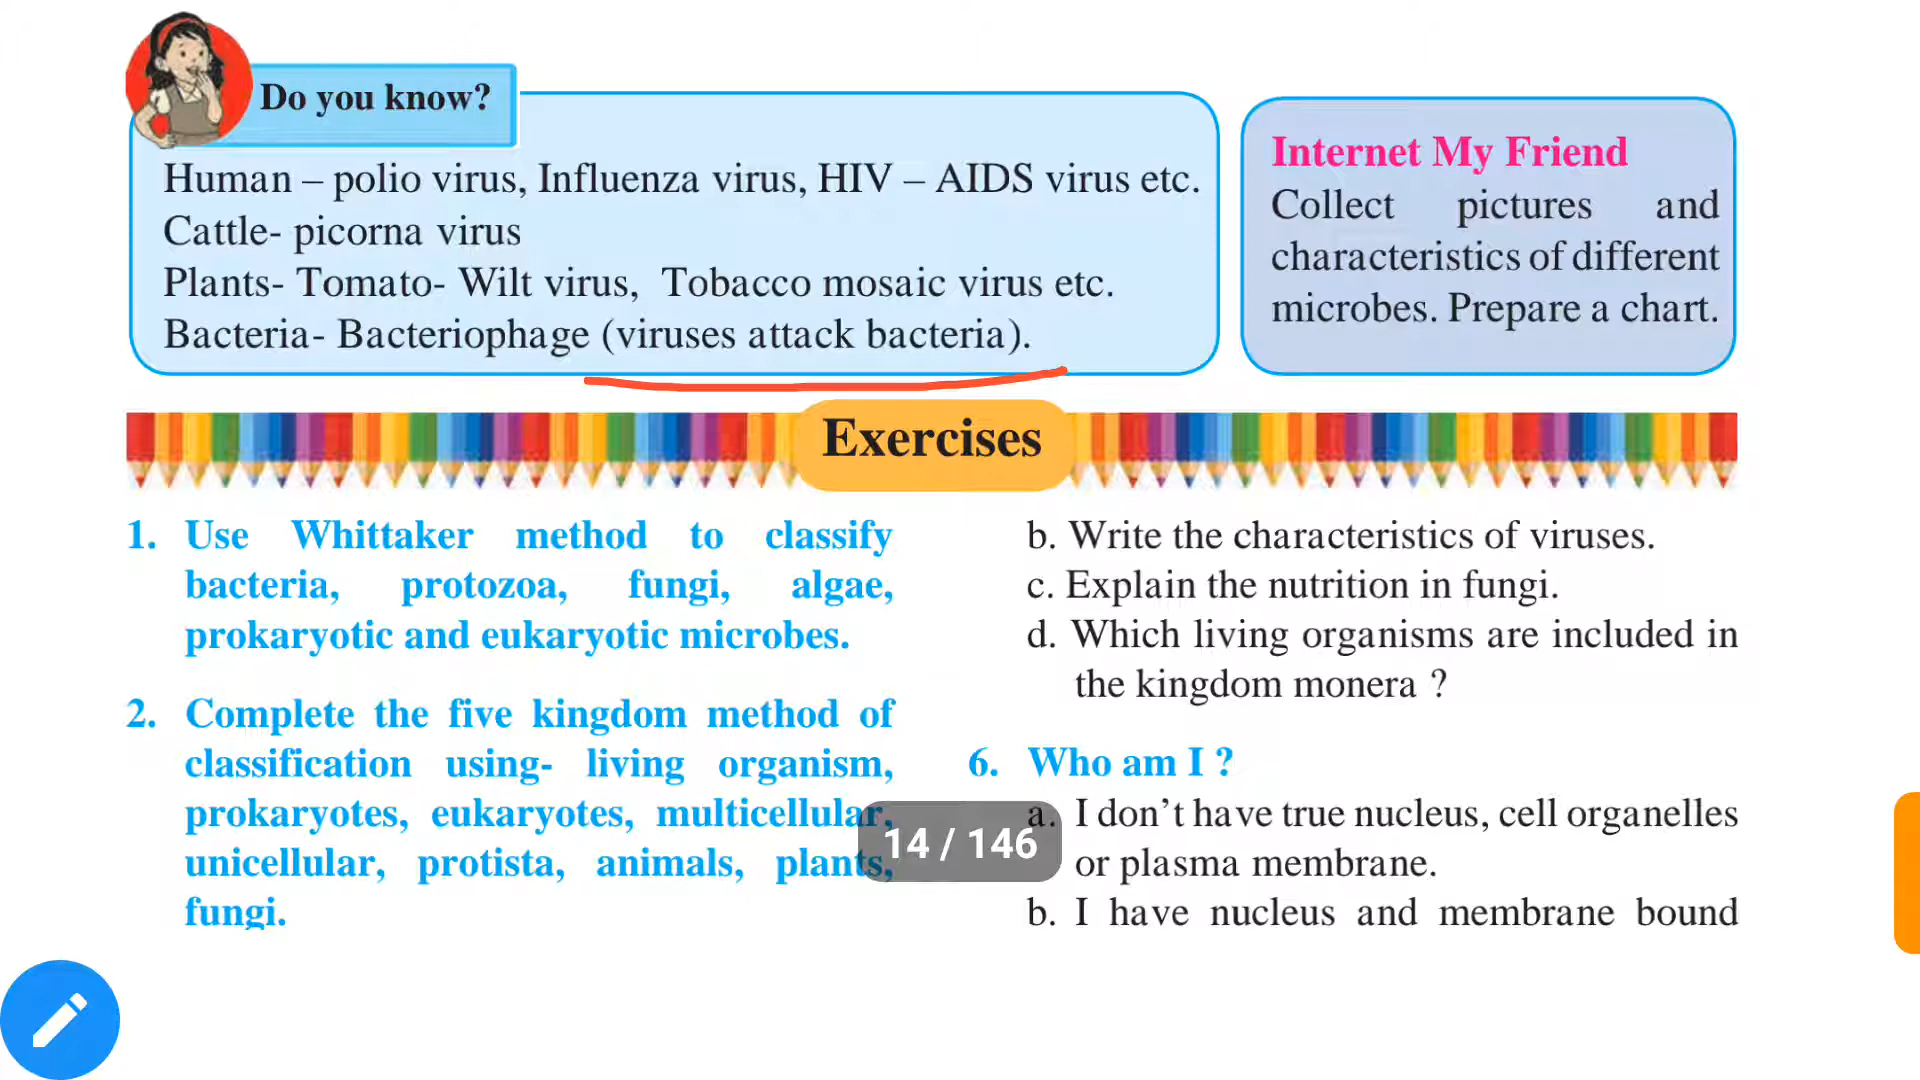 Do you know?
Human – polio virus, Influenza virus, HIV – AIDS virus etc.
Cattle- picorna virus
Plants- Tomato- Wilt virus, Tobacco mosaic virus etc.
Bacteria- Bacteriophage (viruses attack bacteria).
Internet My Friend
Collect pictures and
characteristics of different
microbes. Prepare a chart.
Exercises
1. Use Whittaker method to classify
bacteria, protozoa, fungi, algae,
prokaryotic and eukaryotic microbes.
2. Complete the five kingdom method of
classification using- living organism,
prokaryotes, eukaryotes, multicellular,
unicellular, protista, animals, plants,
fungi.
b. Write the characteristics of viruses.
c. Explain the nutrition in fungi.
d. Which living organisms are included in
the kingdom monera ?
6. Who am I ?
a. I don’t have true nucleus, cell organelles
or plasma membrane.
b. I have nucleus and membrane bound
14 / 146